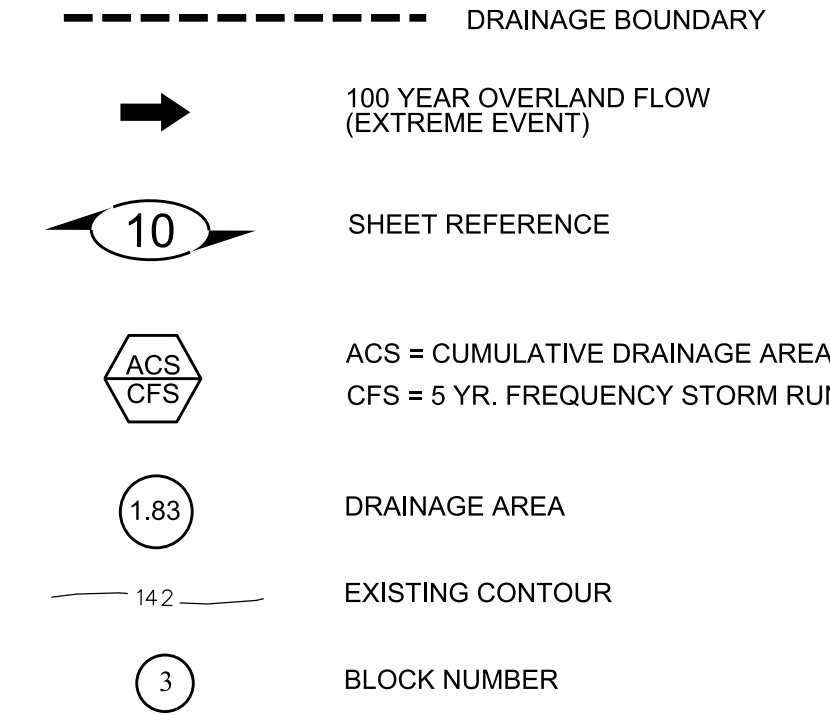 DRAINAGE BOUNDARY
100 YEAR OVERLAND FLOW
(EXTREME EVENT)
10 SHEET REFERENCE
ACS
CFS
ACS = CUMULATIVE DRAINAGE AREA
CFS = 5 YR. FREQUENCY STORM
1.83 DRAINAGE AREA
142 EXISTING CONTOUR
3 BLOCK NUMBER